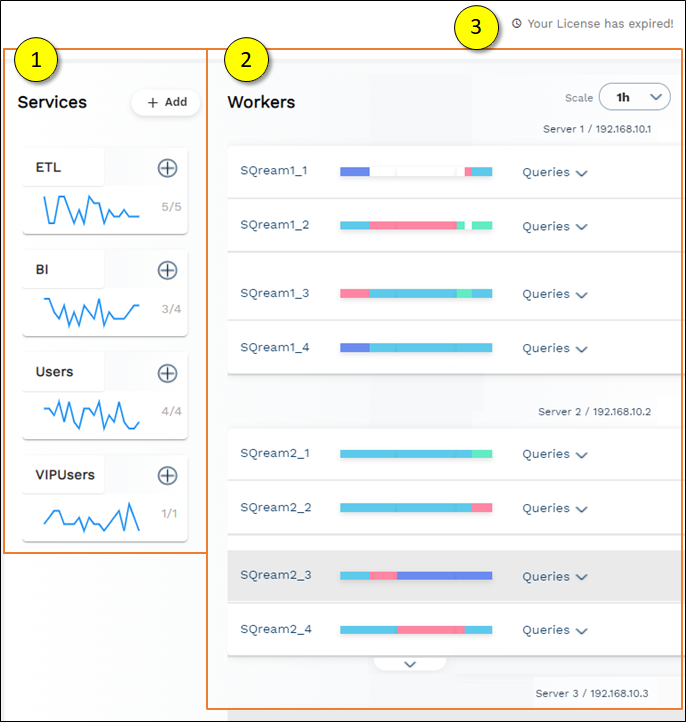 3
Your License has expired!
1
2
Services
+ Add
Workers
Scale
1h
Server 1 / 192.168.10.1
ETL
5/5
BI
3/4
Users
4/4
VIPUsers
1/1
SQream1_1
Queries
SQream1_2
Queries
SQream1_3
Queries
SQream1_4
Queries
Server 2 / 192.168.10.2
SQream2_1
Queries
SQream2_2
Queries
SQream2_3
Queries
SQream2_4
Queries
Server 3 / 192.168.10.3